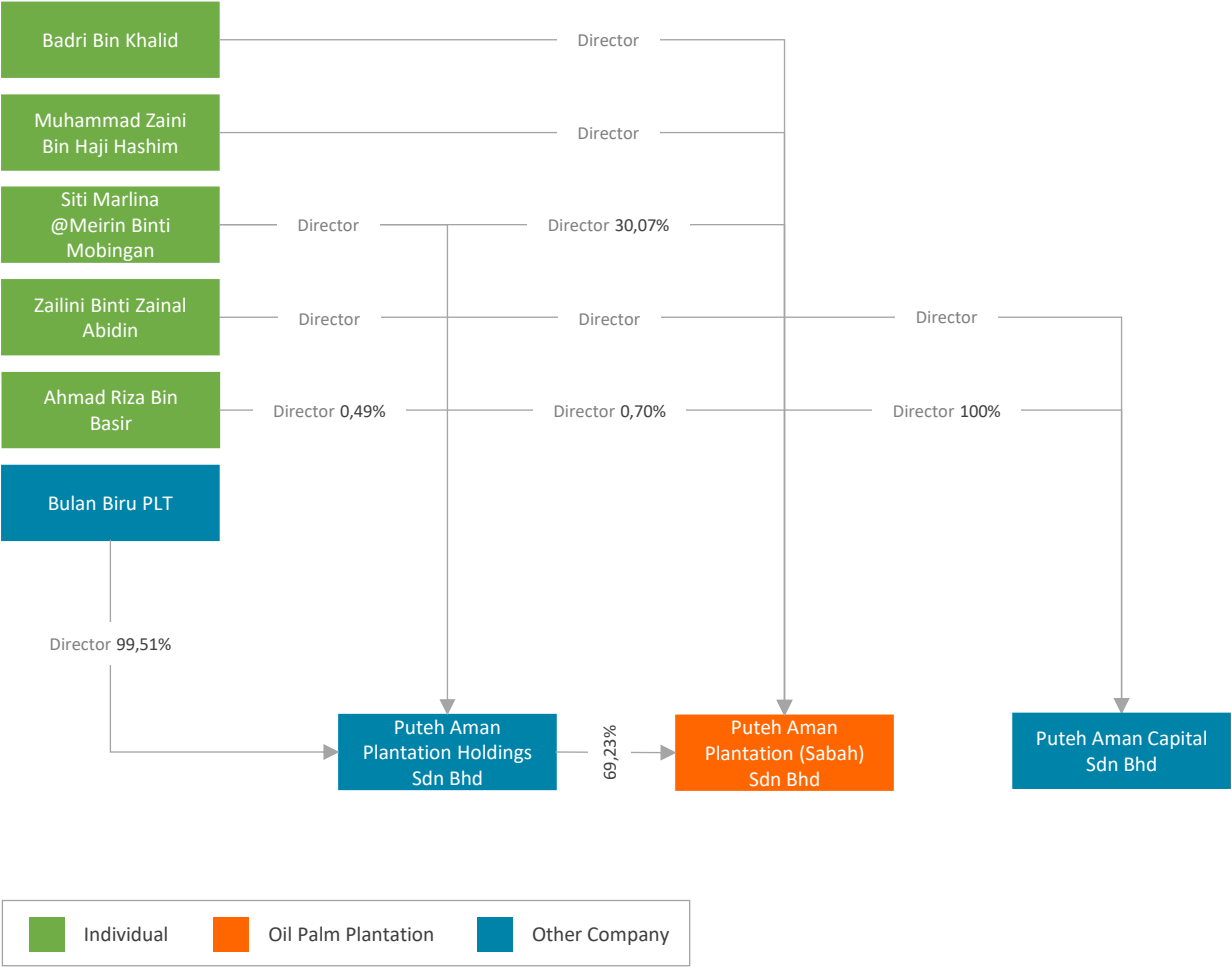 Badri Bin Khalid
Director
Muhammad Zaini
Bin Haji Hashim
Director
Siti Marlina
@Meirin Binti
Mobingan
Director
Director 30,07%
Zailini Binti Zainal
Abidin
Director
Director
Director
Ahmad Riza Bin
Basir
Director 0,49%
Director 0,70%
Director 100%
Bulan Biru PLT
Director 99,51%
Puteh Aman
Plantation Holdings
Sdn Bhd
69,23%
Puteh Aman
Plantation (Sabah)
Sdn Bhd
Puteh Aman Capital
Sdn Bhd
Individual
Oil Palm Plantation
Other Company